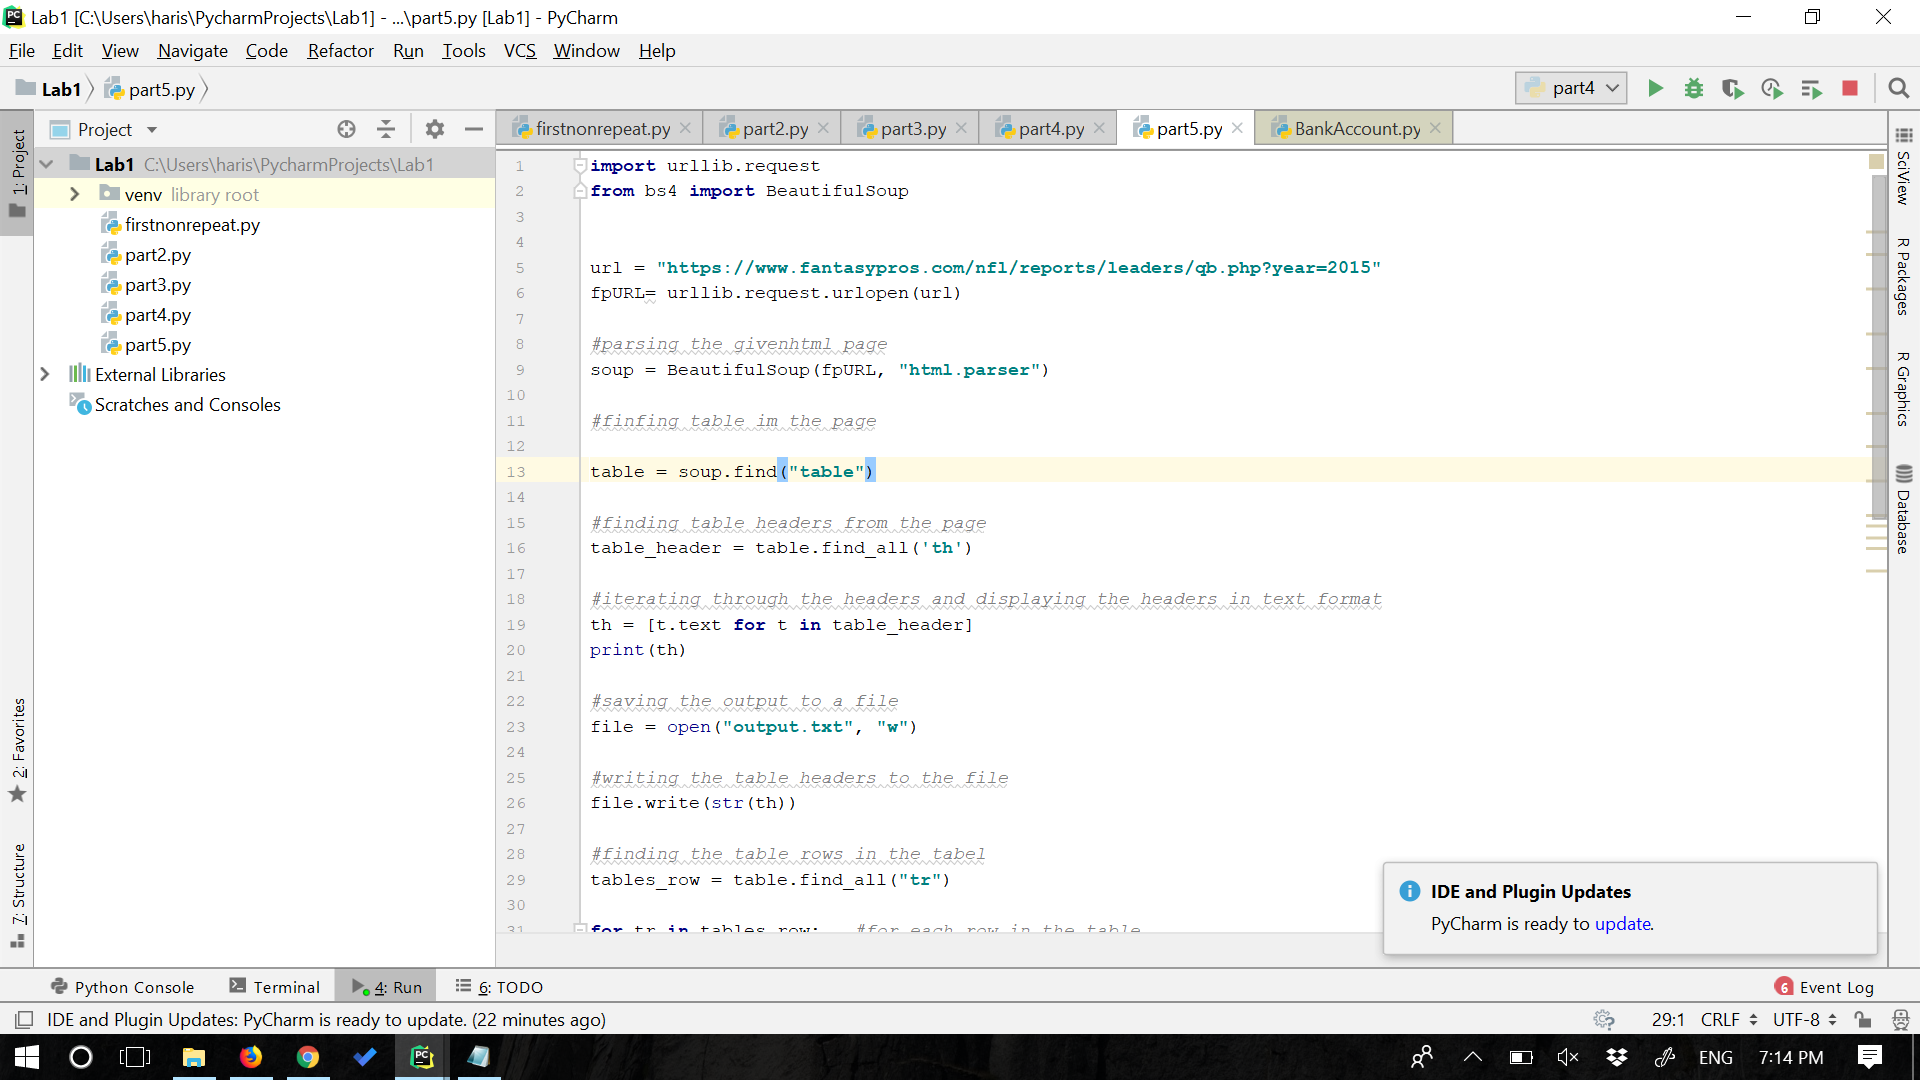 Lab1 [C:\Users\haris\PycharmProjects\Lab1] - ...\part5.py [Lab1] - PyCharm
File Edit View Navigate Code Refactor Run Tools VCS Window Help
Lab1 part5.py part4
Project
firstnonrepeat.py part2.py part3.py part4.py part5.py BankAccount.py
1: Project
Lab1 C:\Users\haris\PycharmProjects\Lab1
venv library root
firstnonrepeat.py
part2.py
part3.py
part4.py
part5.py
External Libraries
Scratches and Consoles
2: Favorites
7: Structure
1 import urllib.request
2 from bs4 import BeautifulSoup
3
4
5 url = "https://www.fantasypros.com/nfl/reports/leaders/qb.php?year=2015"
6 fpURL= urllib.request.urlopen(url)
7
8 #parsing the givenhtml page
9 soup = BeautifulSoup(fpURL, "html.parser")
10
11 #finfing table im the page
12
13 table = soup.find("table")
14
15 #finding table headers from the page
16 table_header = table.find_all('th')
17
18 #iterating through the headers and displaying the headers in text format
19 th = [t.text for t in table_header]
20 print(th)
21
22 #saving the output to a file
23 file = open("output.txt", "w")
24
25 #writing the table headers to the file
26 file.write(str(th))
27
28 #finding the table rows in the tabel
29 tables_row = table.find_all("tr")
30
31 for tr in tables_row: #for each row in the table
SciView
R Packages
R Graphics
Database
IDE and Plugin Updates
PyCharm is ready to update.
Python Console Terminal 4: Run 6: TODO 6 Event Log
IDE and Plugin Updates: PyCharm is ready to update. (22 minutes ago) 29:1 CRLF UTF-8
PC ENG 7:14 PM